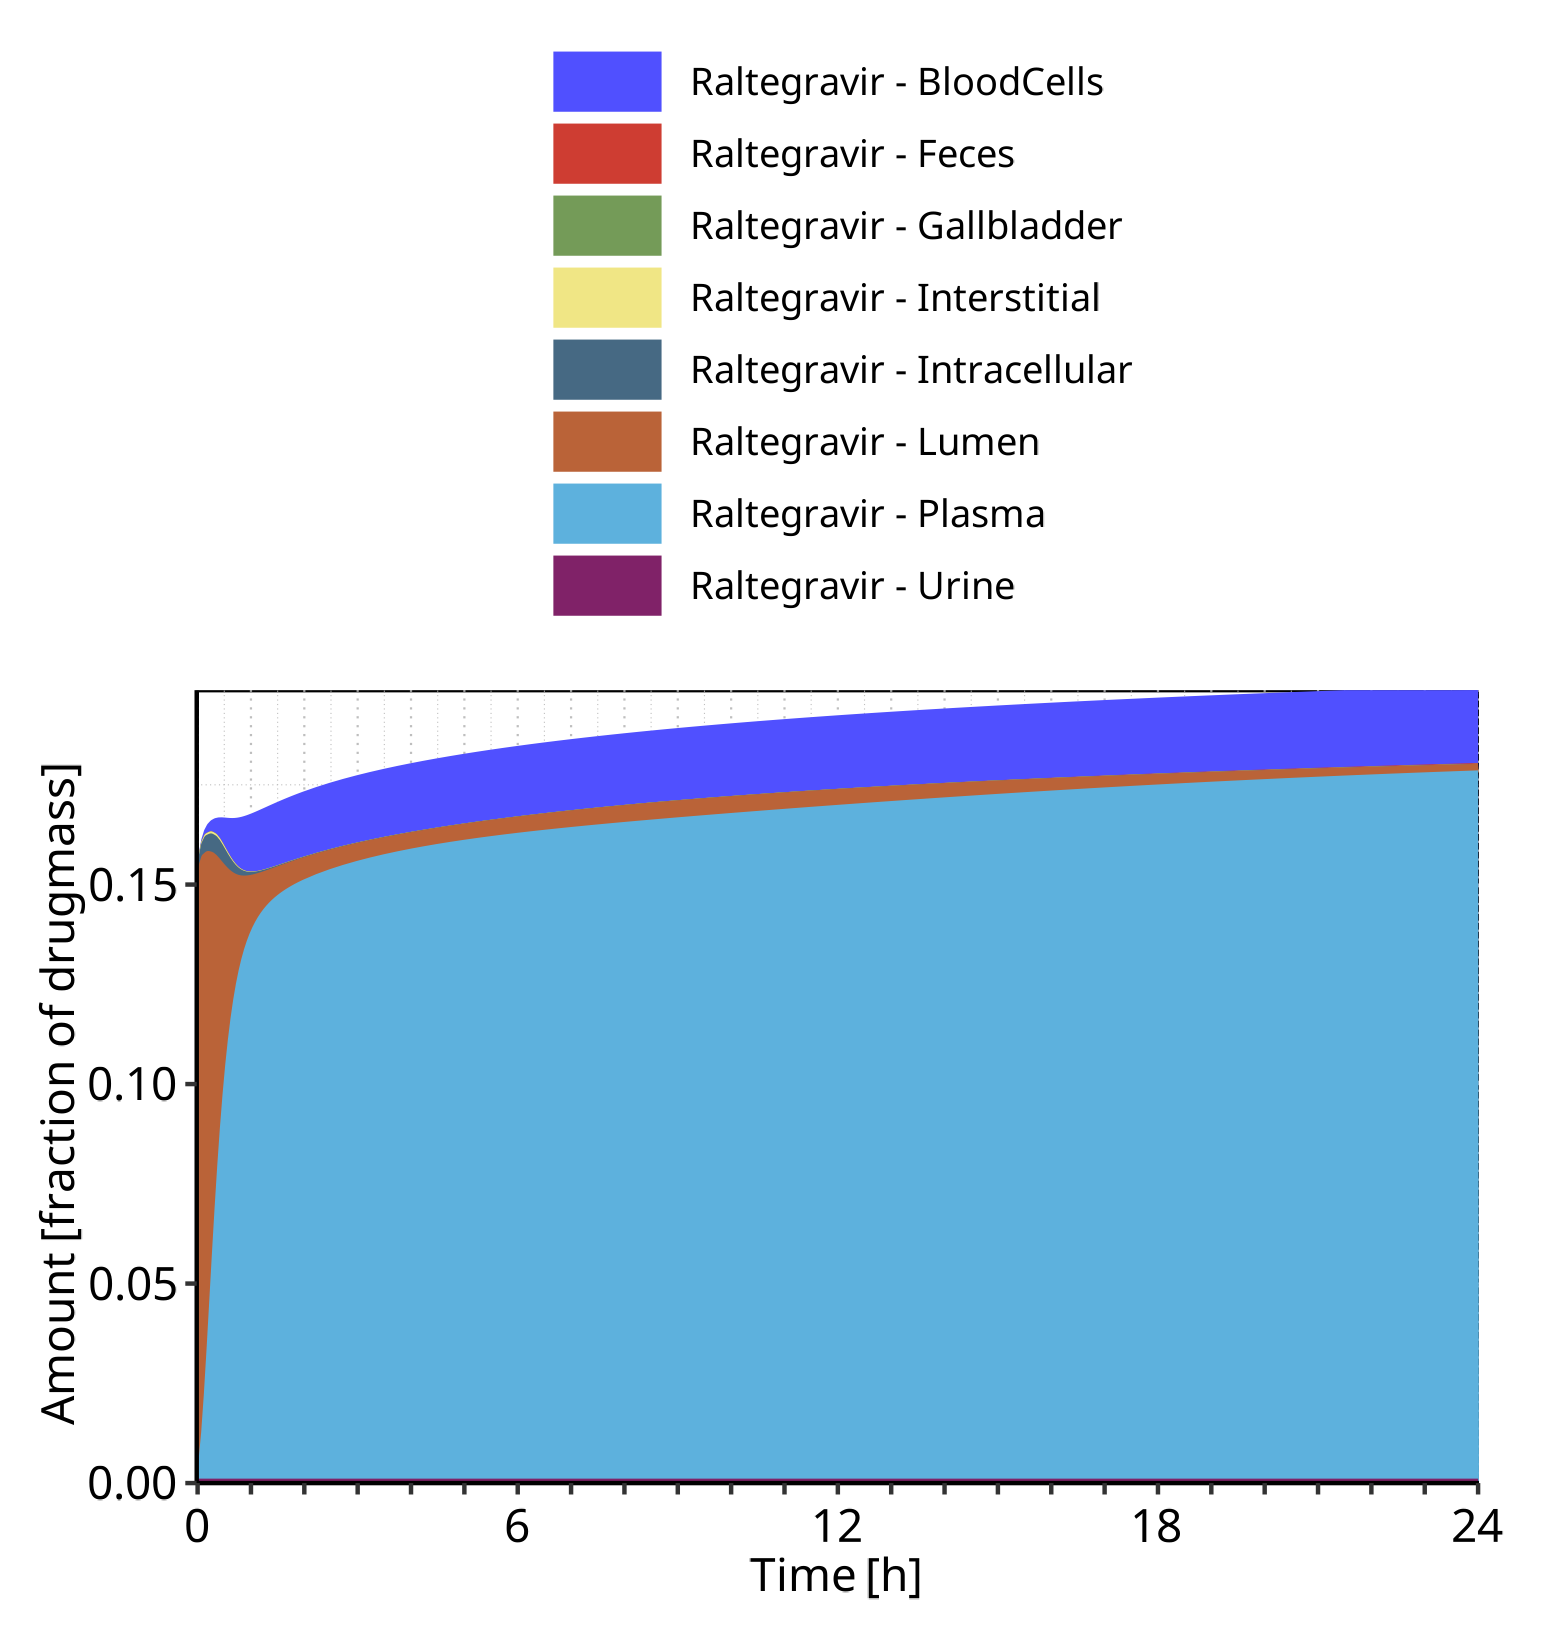 Raltegravir - BloodCells
Raltegravir - Feces
Raltegravir - Gallbladder
Raltegravir - Interstitial
Raltegravir - Intracellular
Raltegravir - Lumen
Raltegravir - Plasma
Raltegravir - Urine
Amount [fraction of drugmass]
0.15
0.10
0.05
0.00
0
6
12
18
24
Time [h]